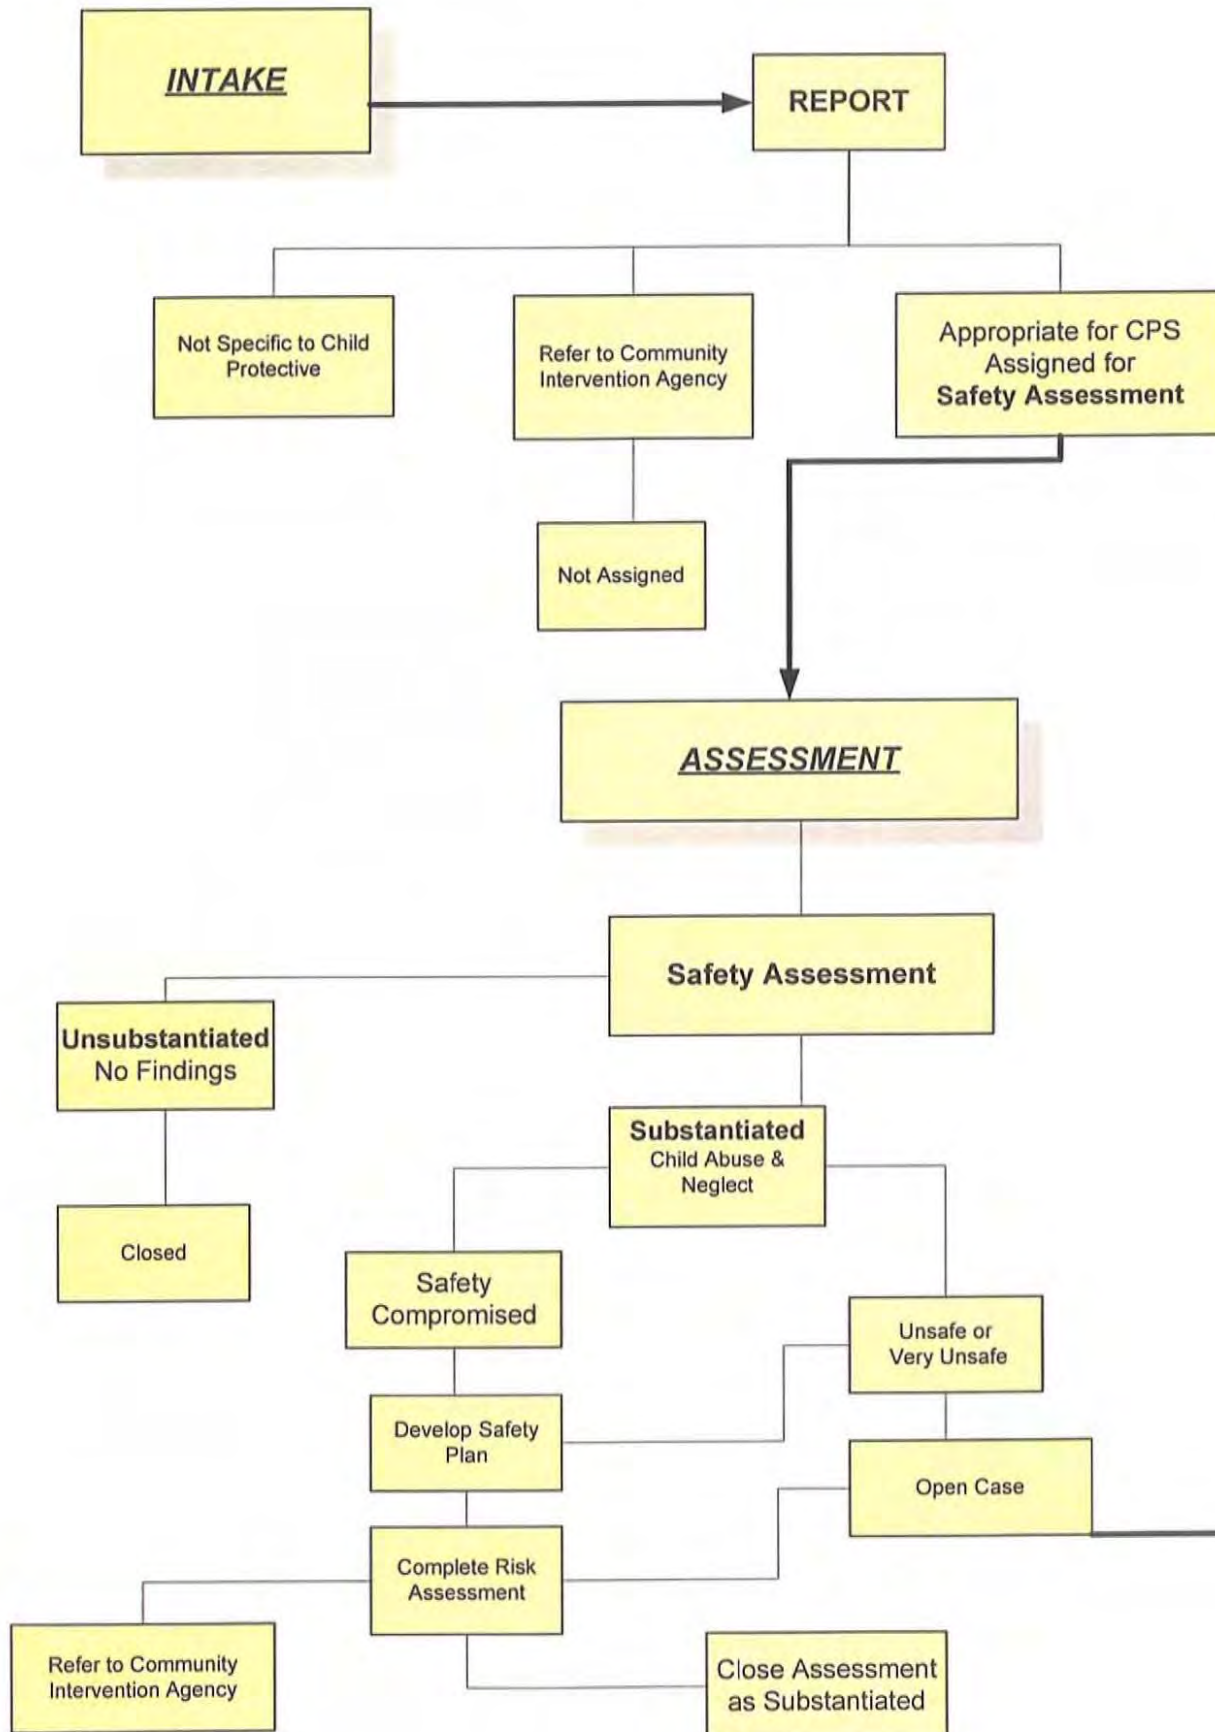 INTAKE
REPORT
Not Specific to Child
Protective
Refer to Community
Intervention Agency
Appropriate for CPS
Assigned for
Safety Assessment
Not Assigned
ASSESSMENT
Safety Assessment
Unsubstantiated
No Findings
Substantiated
Child Abuse &
Neglect
Closed
Safety
Compromised
Unsafe or
Very Unsafe
Develop Safety
Plan
Open Case
Complete Risk
Assessment
Refer to Community
Intervention Agency
Close Assessment
as Substantiated